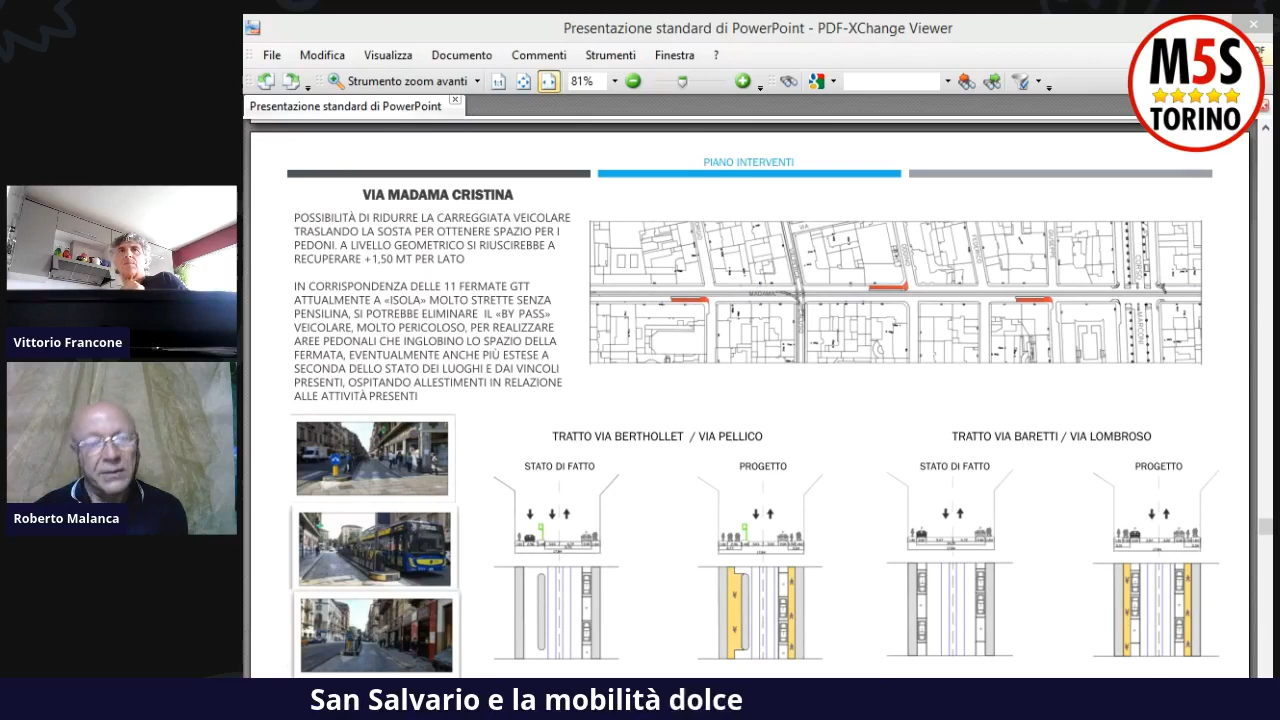 Presentazione standard di PowerPoint - PDF-XChange Viewer
File Modifica Visualizza Documento Commenti Strumenti Finestra ?
Strumento zoom avanti 81%
Presentazione standard di PowerPoint
M5S
TORINO
PIANO INTERVENTI
VIA MADAMA CRISTINA
POSSIBILITÀ DI RIDURRE LA CARREGGIATA VEICOLARE
TRASLANDO LA SOSTA PER OTTENERE SPAZIO PER I
PEDONI. A LIVELLO GEOMETRICO SI RIUSCIREBBE A
RECUPERARE +1,50 MT PER LATO
IN CORRISPONDENZA DELLE 11 FERMATE GTT
ATTUALMENTE A «ISOLA» MOLTO STRETTE SENZA
PENSILINA, SI POTREBBE ELIMINARE IL «BY PASS»
VEICOLARE, MOLTO PERICOLOSO, PER REALIZZARE
AREE PEDONALI CHE INGLOBINO LO SPAZIO DELLA
FERMATA, EVENTUALMENTE ANCHE PIÙ ESTESE A
SECONDA DELLO STATO DEI LUOGHI E DAI VINCOLI
PRESENTI, OSPITANDO ALLESTIMENTI IN RELAZIONE
ALLE ATTIVITÀ PRESENTI
VIA
MADAMA
CORSO
MARCONI
TRATTO VIA BERTHOLLET / VIA PELLICO
STATO DI FATTO
PROGETTO
TRATTO VIA BARETTI / VIA LOMBROSO
STATO DI FATTO
PROGETTO
Vittorio Francone
Roberto Malanca
San Salvario e la mobilità dolce